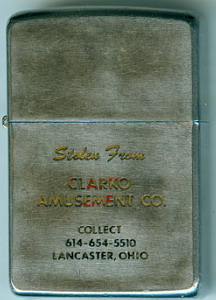 Stolen From
CLARKO
AMUSEMENT CO.
COLLECT
614-654-5510
LANCASTER, OHIO